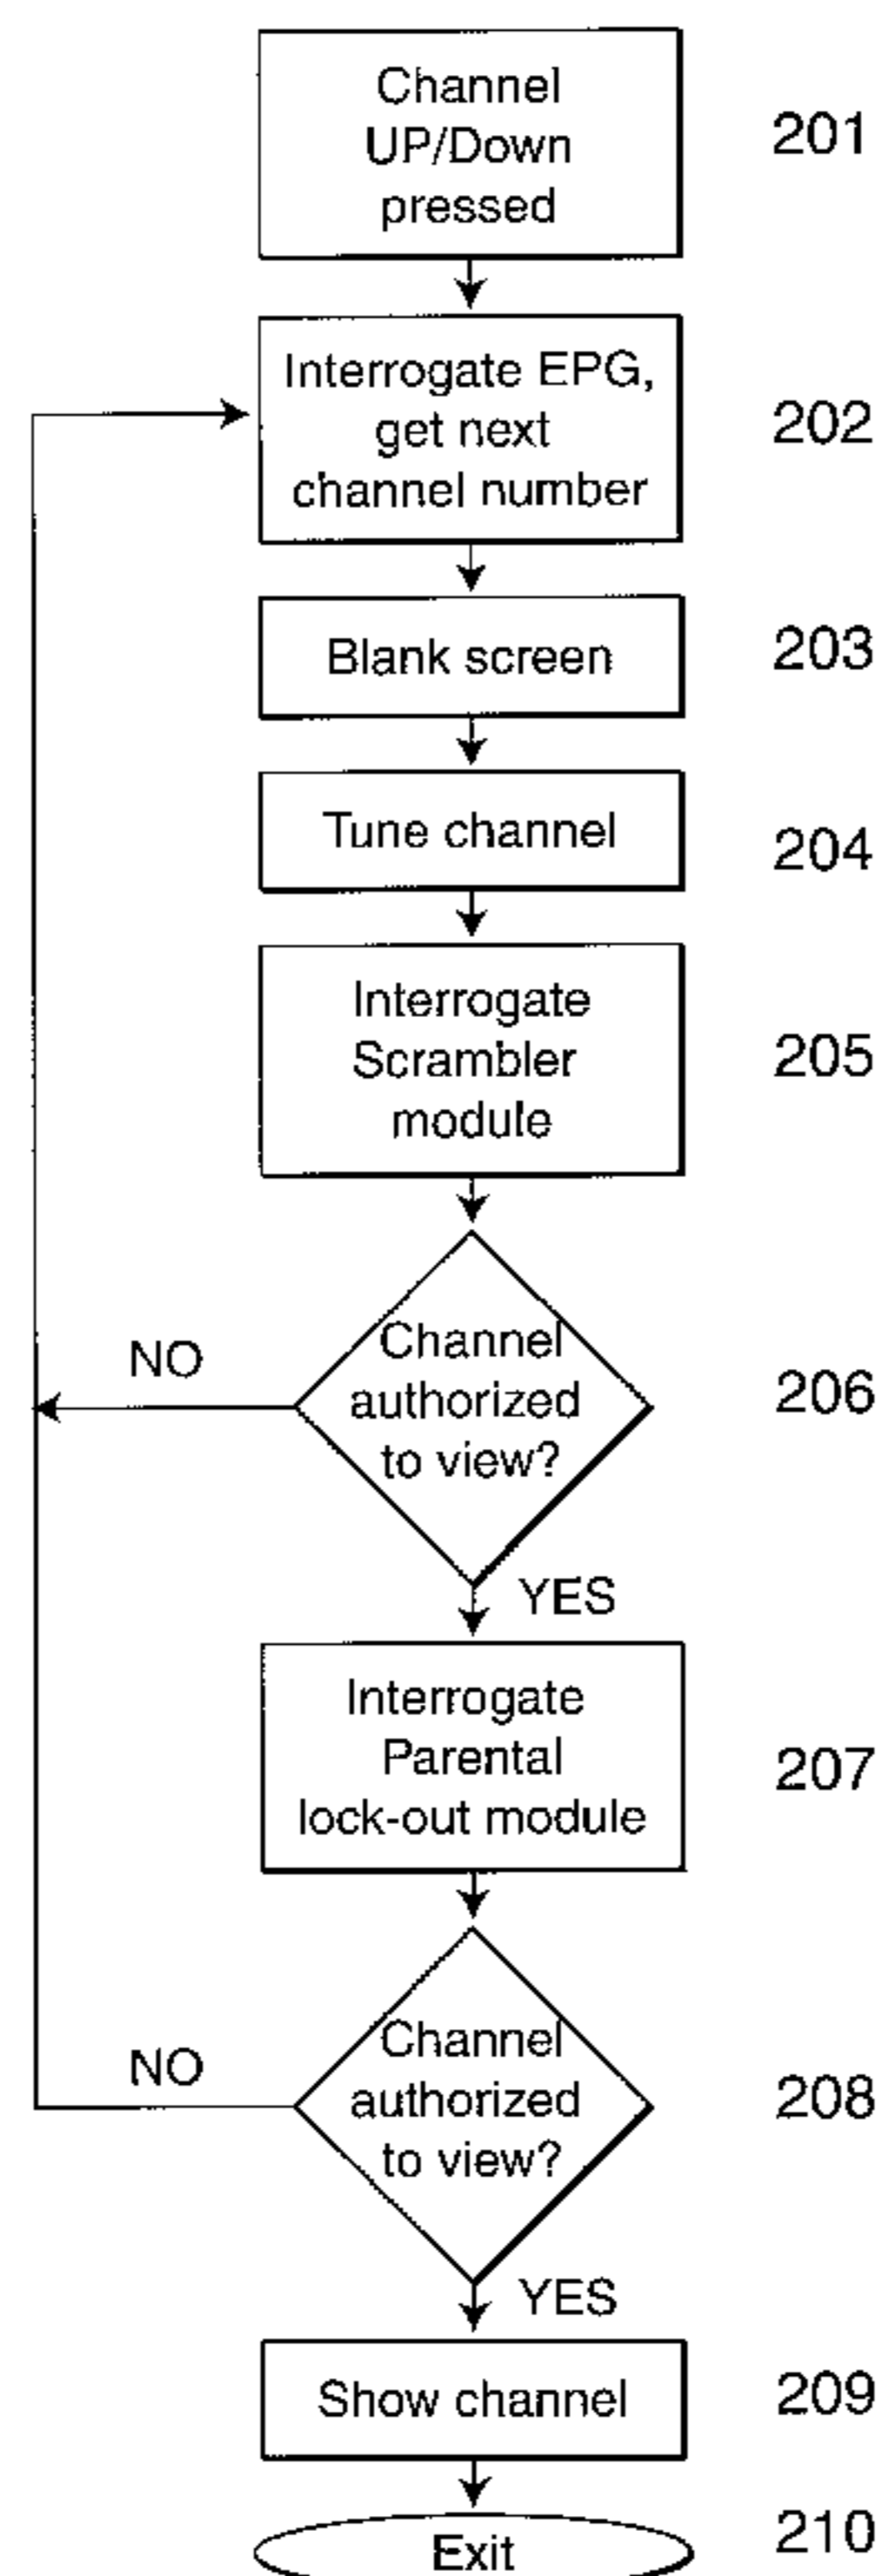 Channel
UP/Down
pressed
201
Interrogate EPG,
get next
channel number
202
Blank screen
203
Tune channel
204
Interrogate
Scrambler
module
205
Channel
authorized
to view?
206
NO
YES
Interrogate
Parental
lock-out module
207
Channel
authorized
to view?
208
NO
YES
Show channel
209
Exit
210